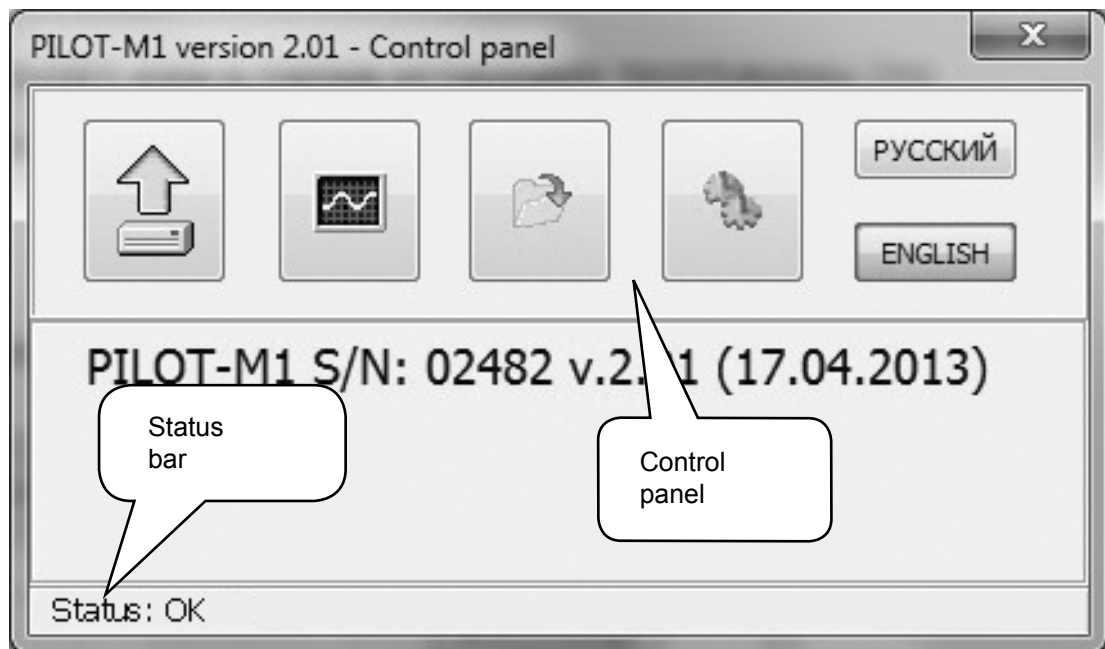 PILOT-M1 version 2.01 - Control panel
РУССКИЙ
ENGLISH
PILOT-M1 S/N: 02482 (17.04.2013)
Status
bar
Control
panel
Status: OK